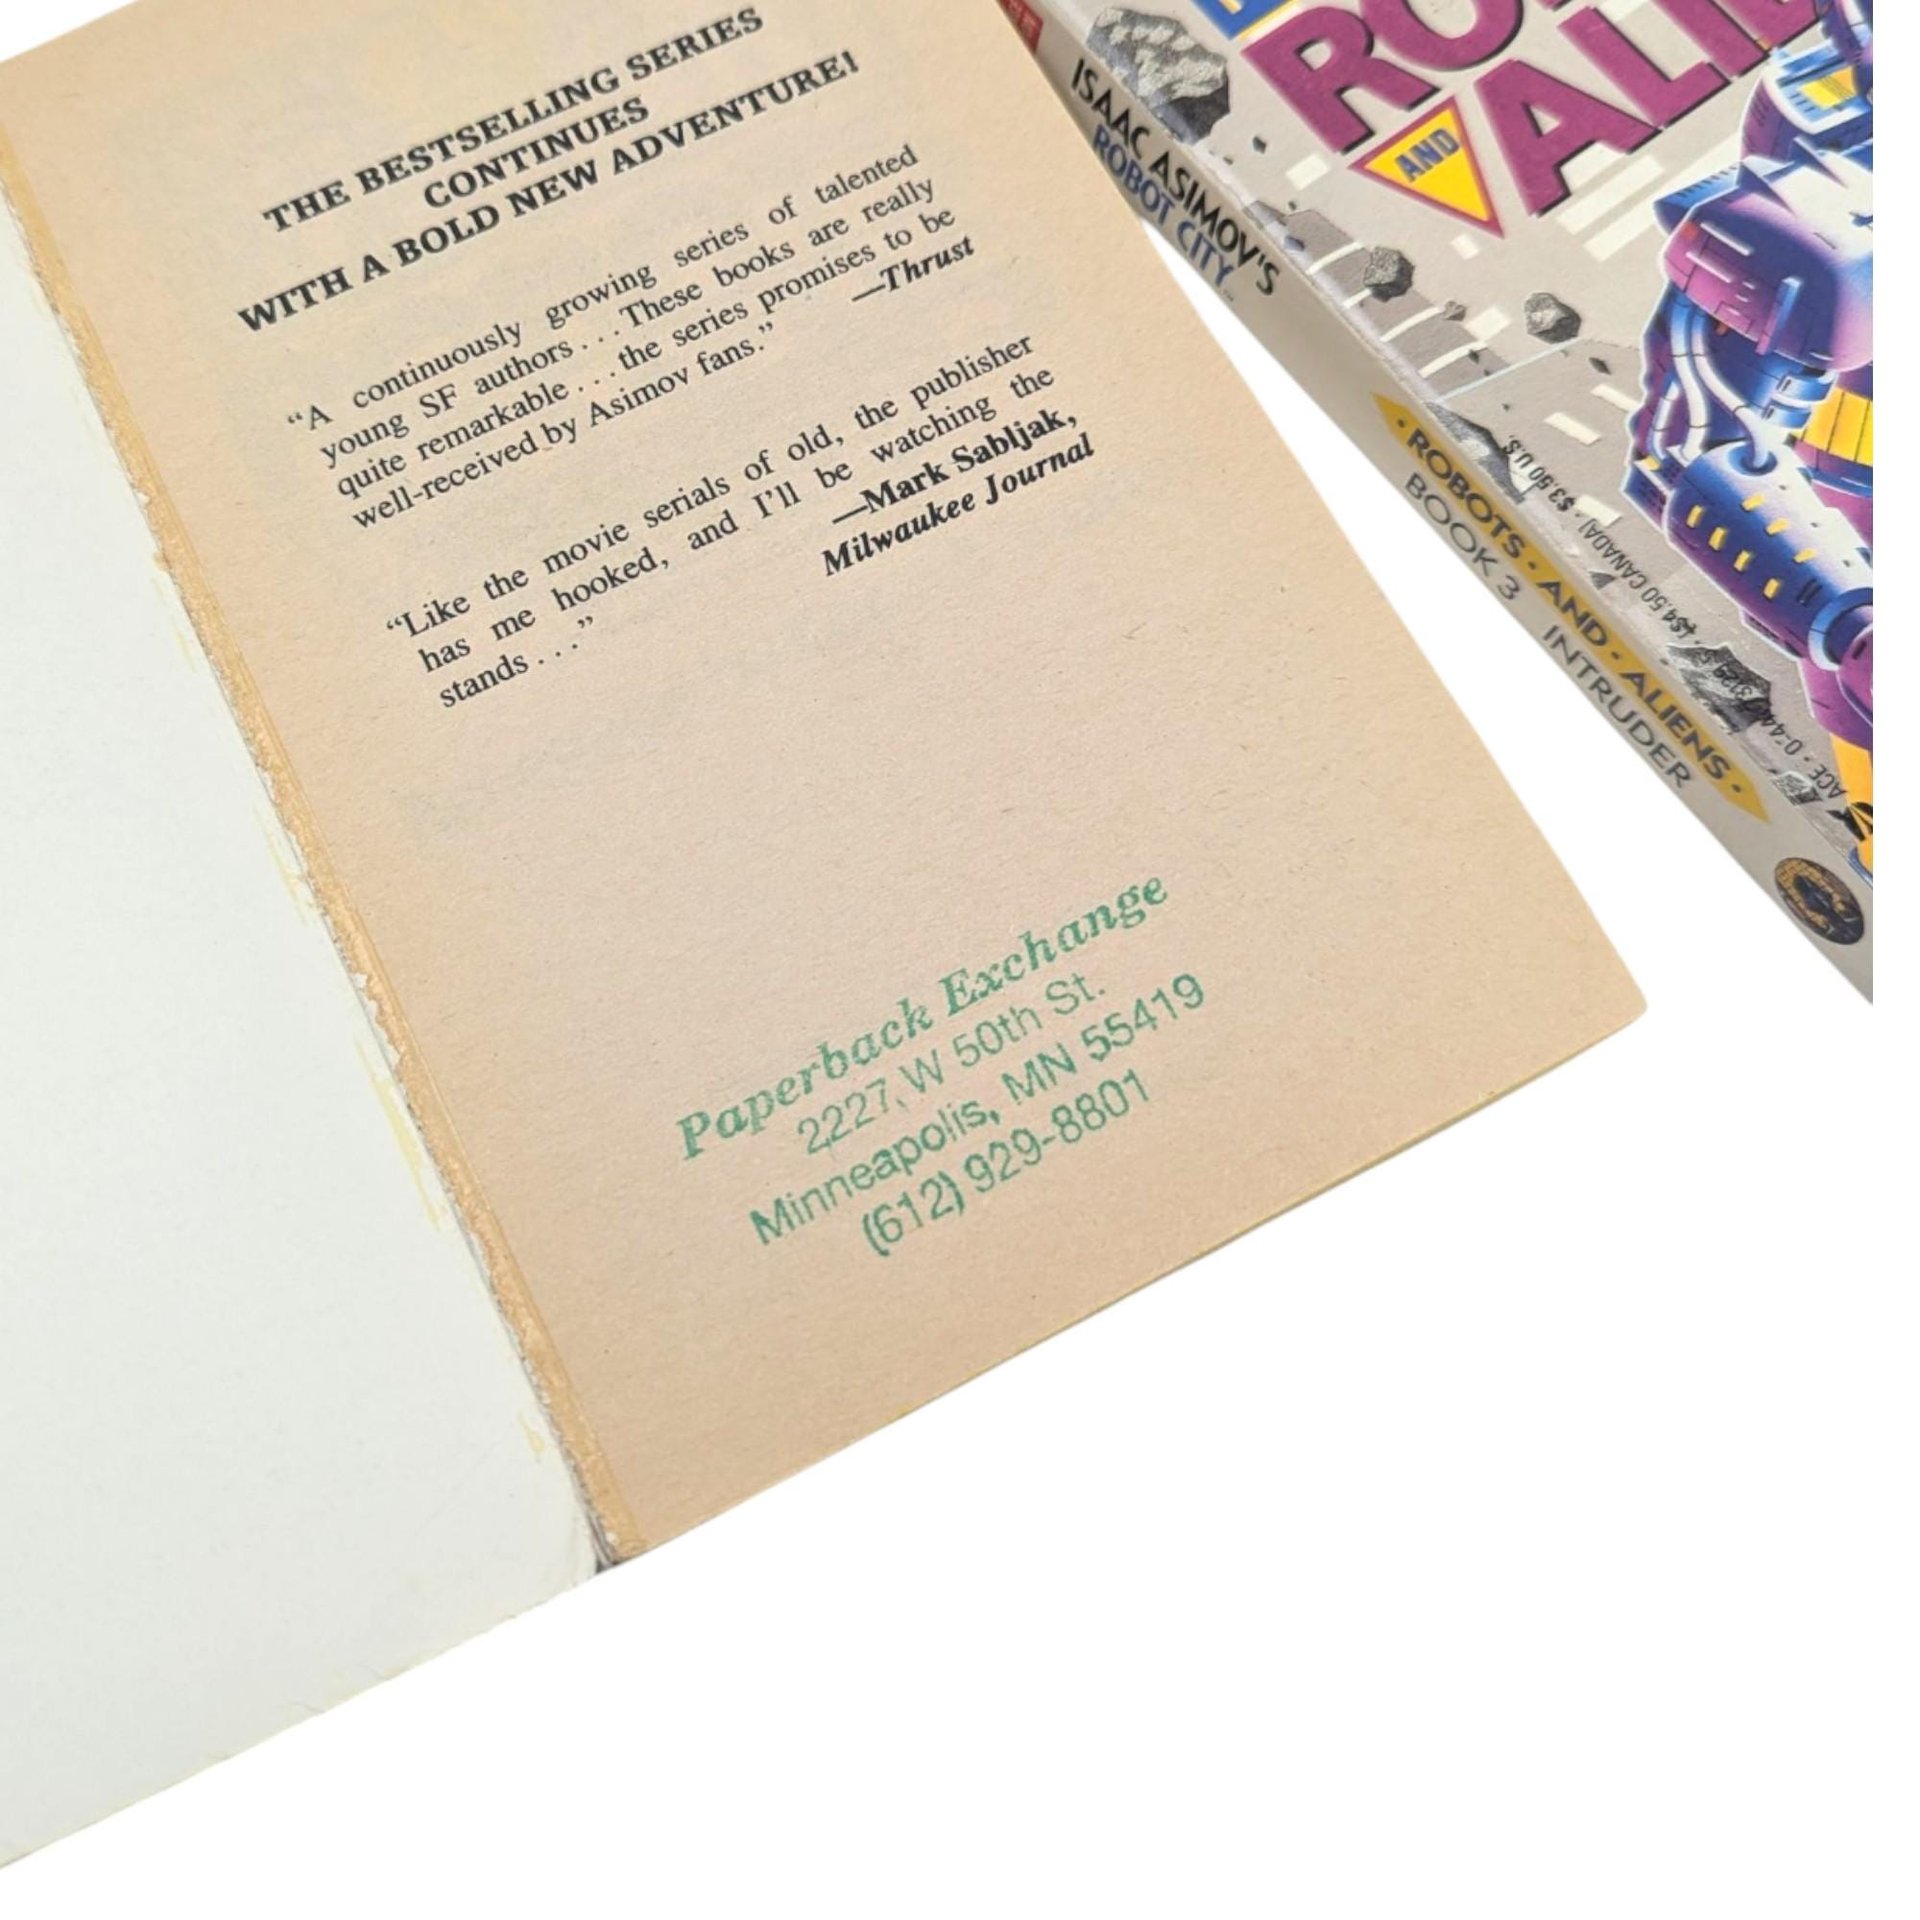 THE BESTSELLING SERIES
CONTINUES
WITH A BOLD NEW ADVENTURE!
“A continuously growing series of talented
young SF authors . . . These books are really
quite remarkable . . . the series promises to be
well-received by Asimov fans.”
—Thrust
“Like the movie serials of old, the publisher
has me hooked, and I’ll be watching the
stands . . .”
—Mark Sabljak,
Milwaukee Journal
Paperback Exchange
2227 W 50th St.
Minneapolis, MN 55419
(612) 929-8801
ISAAC ASIMOV'S
ROBOT CITY
• ROBOTS • AND • ALIENS •
BOOK 3 INTRUDER
AND
$3.50 U.S.
($4.50 CANADA)
ACE